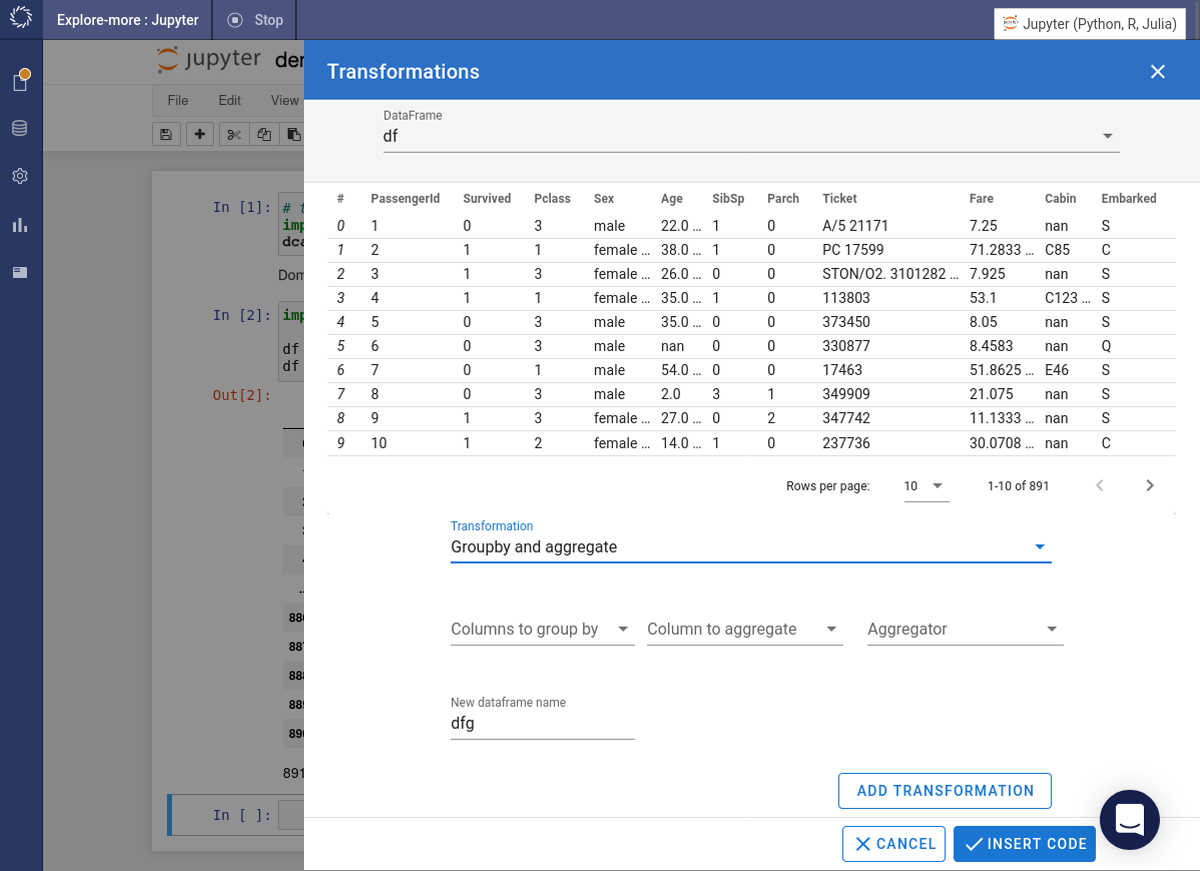 Explore-more : Jupyter
Stop
Jupyter (Python, R, Julia)
jupyter
Transformations
File Edit View
DataFrame
df
In [1]:
In [2]:
df
df
Out[2]:
# PassengerId Survived Pclass Sex Age SibSp Parch Ticket Fare Cabin Embarked
0 1 0 3 male 22.0 ... 1 0 A/5 21171 7.25 nan S
1 2 1 1 female ... 38.0 ... 1 0 PC 17599 71.2833 ... C85 C
2 3 1 3 female ... 26.0 ... 0 0 STON/O2. 3101282 ... 7.925 nan S
3 4 1 1 female ... 35.0 ... 1 0 113803 53.1 C123 ... S
4 5 0 3 male 35.0 ... 0 0 373450 8.05 nan S
5 6 0 3 male nan 0 0 330877 8.4583 nan Q
6 7 0 1 male 54.0 ... 0 0 17463 51.8625 ... E46 S
7 8 0 3 male 2.0 3 1 349909 21.075 nan S
8 9 1 3 female ... 27.0 ... 0 2 347742 11.1333 ... nan S
9 10 1 2 female ... 14.0 ... 1 0 237736 30.0708 ... nan C
Rows per page: 10 1-10 of 891
Transformation
Groupby and aggregate
Columns to group by Column to aggregate Aggregator
New dataframe name
dfg
891
In [ ]:
ADD TRANSFORMATION
CANCEL INSERT CODE